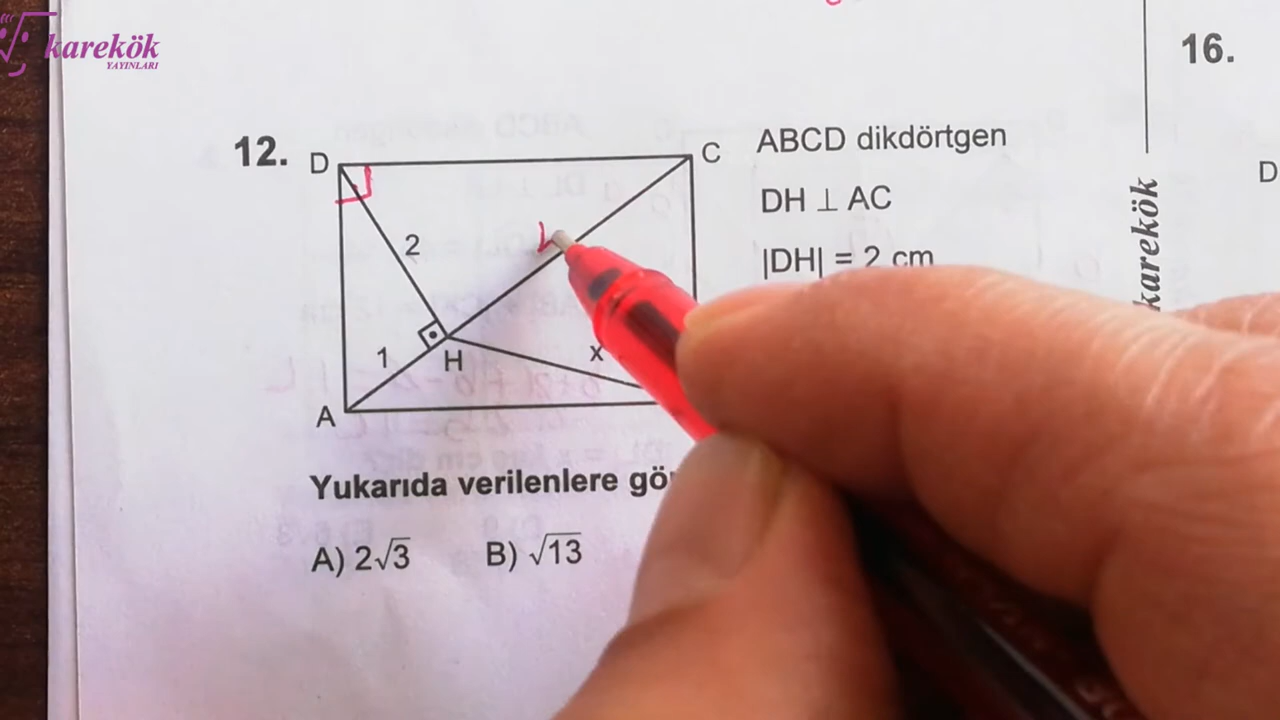 karekök
YAYINLARI
16.
12.
D
C
ABCD dikdörtgen
DH ⊥ AC
|DH| = 2 cm
2
1
H
x
A
D
karekök
Yukarıda verilenlere
A) 2√3
B) √13